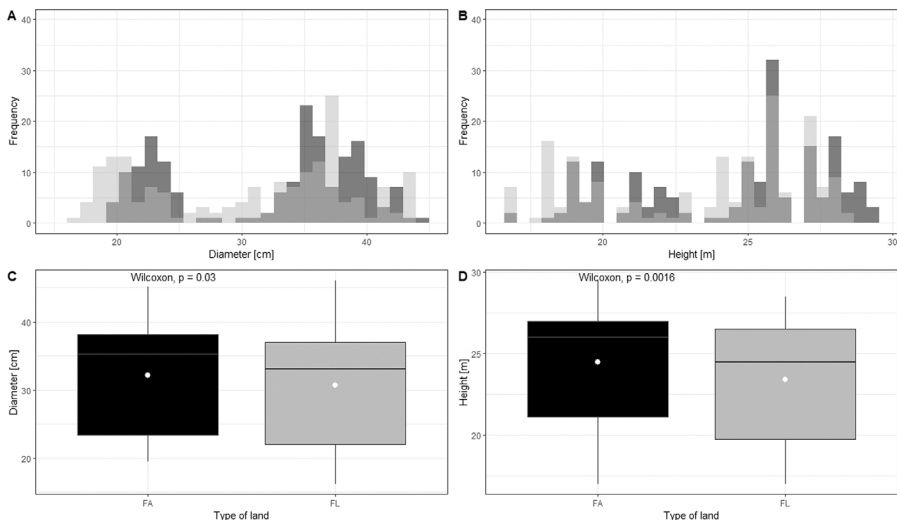 A
40
30
20
10
0
Frequency
20
30
40
Diameter [cm]
B
40
30
20
10
0
Frequency
20
25
30
Height [m]
C
Wilcoxon, p = 0.03
40
30
20
Diameter [cm]
FA
FL
Type of land
D
Wilcoxon, p = 0.0016
30
25
20
Height [m]
FA
FL
Type of land